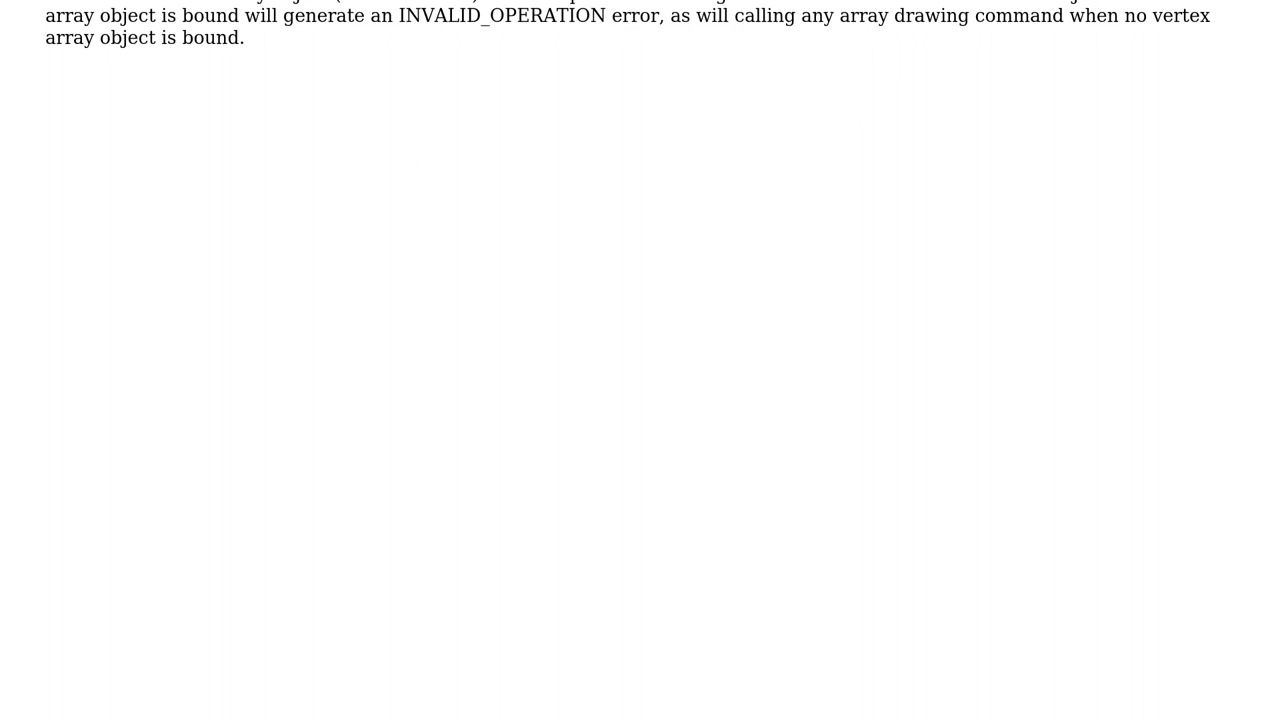 array object is bound will generate an INVALID_OPERATION error, as will calling any array drawing command when no vertex
array object is bound.